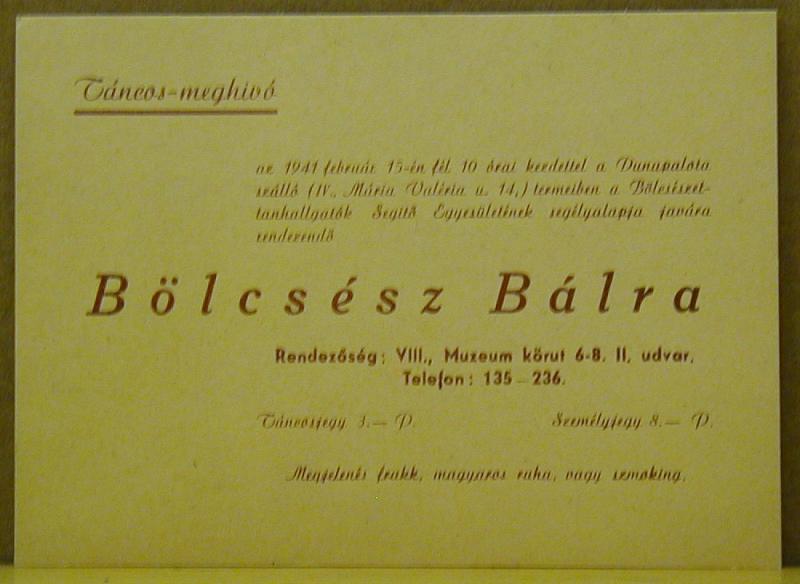 Táncos-meghivó
az 1941 február 15-én fél 10 órai kezdettel a Dunapalota
szálló (IV., Mária Valéria u. 14,) termeiben a Bölcsészet-
tanhallgatók Segitő Egyesületének segélyalapja javára
rendezendő
Bölcsész Bálra
Rendezőség: VIII., Muzeum körut 6-8. II, udvar,
Telefon: 135-236.
Táncosjegy 3.— P. Személyjegy 8.— P.
Megjelenés frakk, magyaros ruha, vagy szmoking.